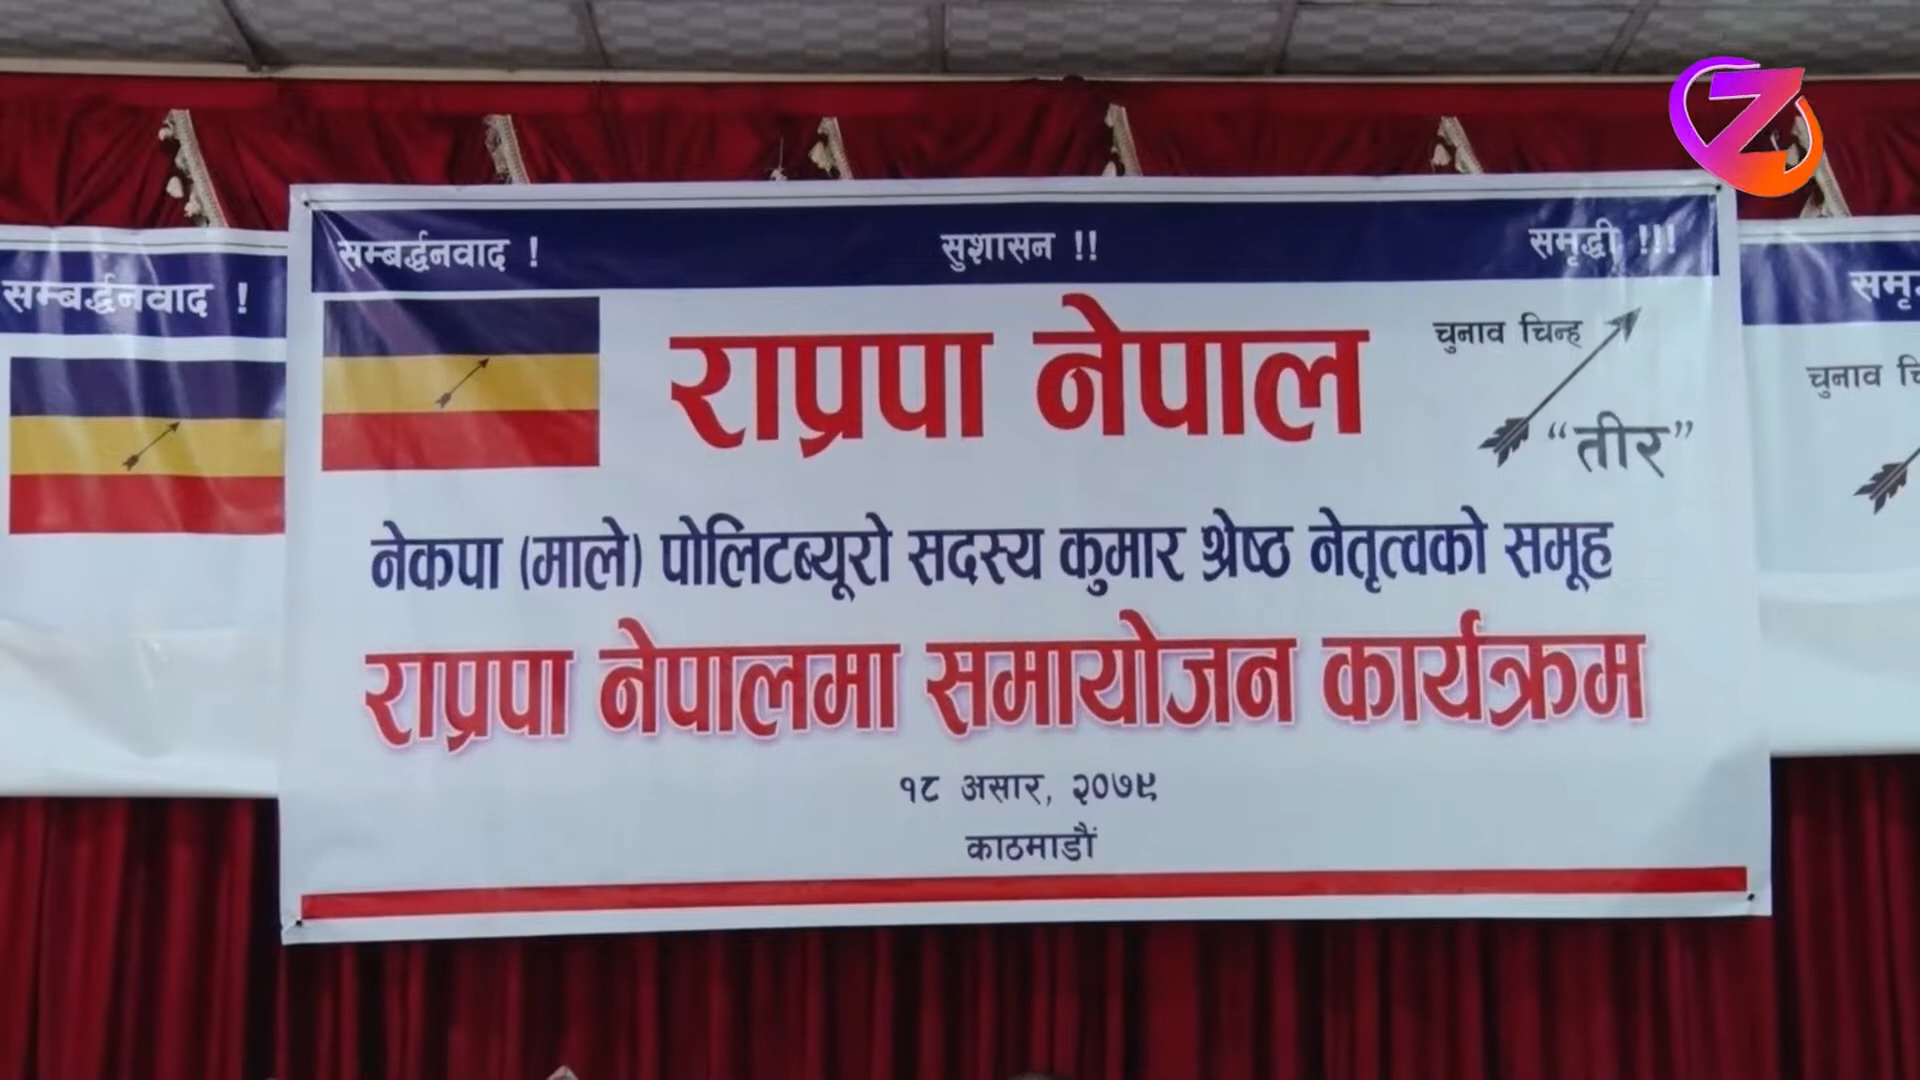 सम्बर्द्धनवाद ! सुशासन !! समृद्धी !!!
राप्रपा नेपाल
चुनाव चिन्ह
“तीर”
नेकपा (माले) पोलिटब्यूरो सदस्य कुमार श्रेष्ठ नेतृत्वको समूह
राप्रपा नेपालमा समायोजन कार्यक्रम
१८ असार, २०७९
काठमाडौं
सम्बर्द्धनवाद !
चुनाव
Z